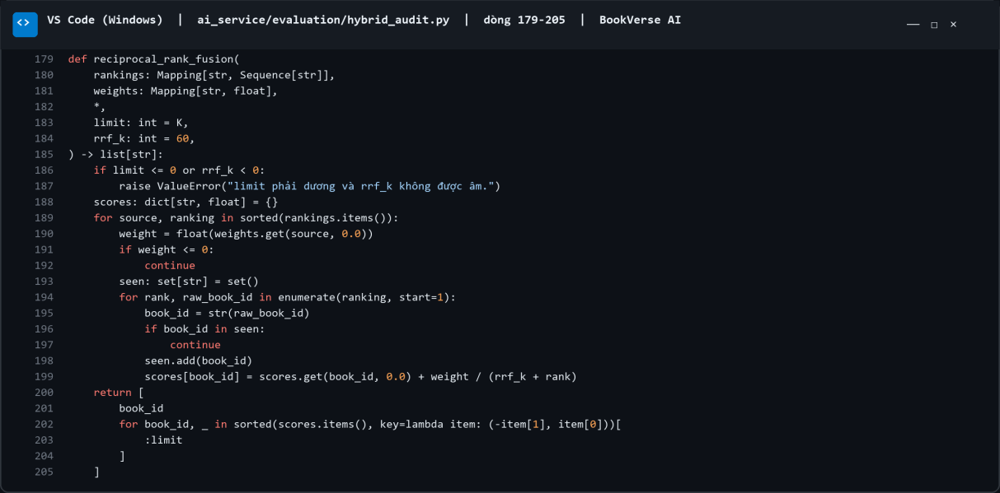 <> VS Code (Windows) | ai_service/evaluation/hybrid_audit.py | dòng 179-205 | BookVerse AI
179 def reciprocal_rank_fusion(
180     rankings: Mapping[str, Sequence[str]],
181     weights: Mapping[str, float],
182     *,
183     limit: int = K,
184     rrf_k: int = 60,
185 ) -> list[str]:
186     if limit <= 0 or rrf_k < 0:
187         raise ValueError("limit phải dương và rrf_k không được âm.")
188     scores: dict[str, float] = {}
189     for source, ranking in sorted(rankings.items()):
190         weight = float(weights.get(source, 0.0))
191         if weight <= 0:
192             continue
193         seen: set[str] = set()
194         for rank, raw_book_id in enumerate(ranking, start=1):
195             book_id = str(raw_book_id)
196             if book_id in seen:
197                 continue
198             seen.add(book_id)
199             scores[book_id] = scores.get(book_id, 0.0) + weight / (rrf_k + rank)
200     return [
201         book_id
202         for book_id, _ in sorted(scores.items(), key=lambda item: (-item[1], item[0]))[
203             :limit
204         ]
205     ]